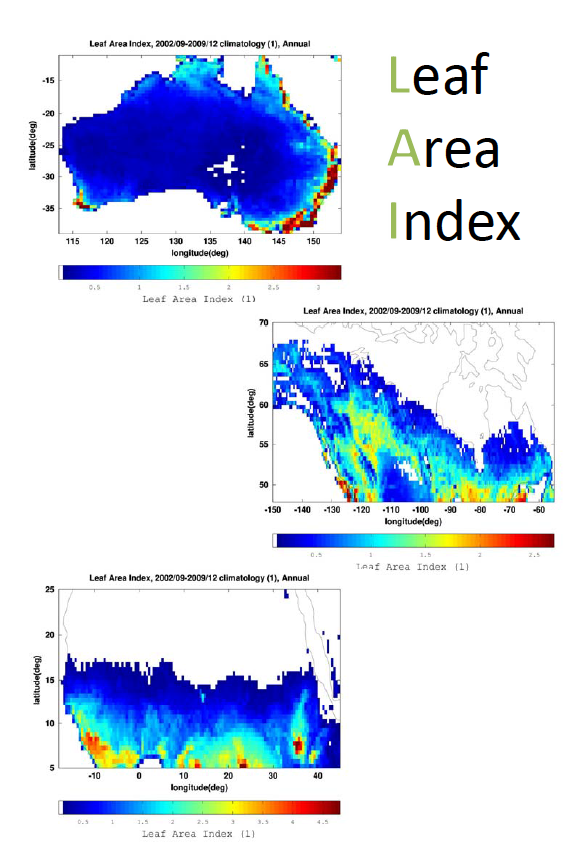 Leaf Area Index, 2002/09-2009/12 climatology (1), Annual
-15
-20
-25
-30
-35
latitude(deg)
115 120 125 130 135 140 145 150
longitude(deg)
0.5 1 1.5 2 2.5 3
Leaf Area Index (1)
Leaf
Area
Index
Leaf Area Index, 2002/09-2009/12 climatology (1), Annual
70
65
60
55
50
latitude(deg)
-150 -140 -130 -120 -110 -100 -90 -80 -70 -60
longitude(deg)
0.5 1 1.5 2 2.5
Leaf Area Index (1)
Leaf Area Index, 2002/09-2009/12 climatology (1), Annual
25
20
15
10
5
latitude(deg)
-10 0 10 20 30 40
longitude(deg)
0.5 1 1.5 2 2.5 3 3.5 4 4.5
Leaf Area Index (1)